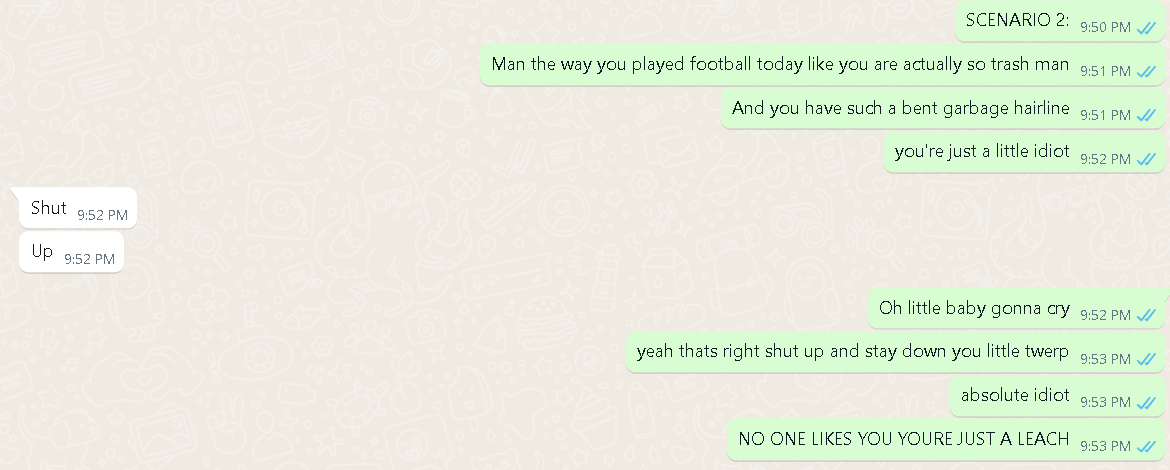 SCENARIO 2: 9:50 PM
Man the way you played football today like you are actually so trash man 9:51 PM
And you have such a bent garbage hairline 9:51 PM
you're just a little idiot 9:52 PM
Shut 9:52 PM
Up 9:52 PM
Oh little baby gonna cry 9:52 PM
yeah thats right shut up and stay down you little twerp 9:53 PM
absolute idiot 9:53 PM
NO ONE LIKES YOU YOURE JUST A LEACH 9:53 PM